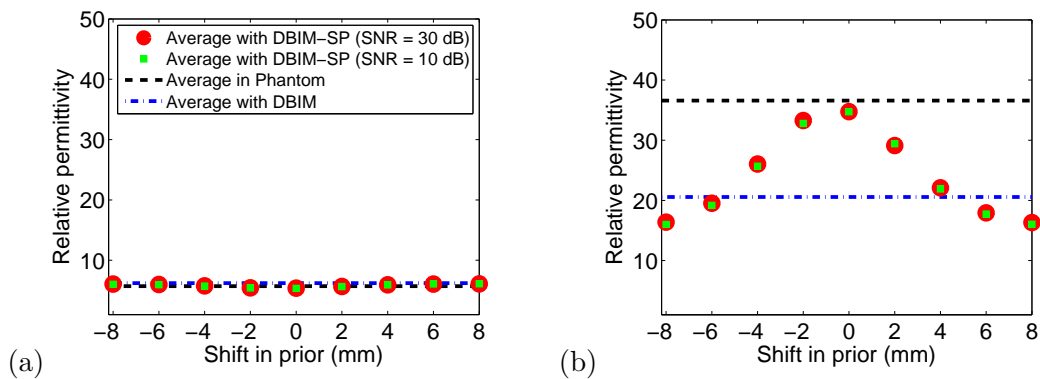 50
40
30
20
10
Relative permittivity
Average with DBIM−SP (SNR = 30 dB)
Average with DBIM−SP (SNR = 10 dB)
Average in Phantom
Average with DBIM
−8 −6 −4 −2 0 2 4 6 8
Shift in prior (mm)
(a)
50
40
30
20
10
Relative permittivity
−8 −6 −4 −2 0 2 4 6 8
Shift in prior (mm)
(b)